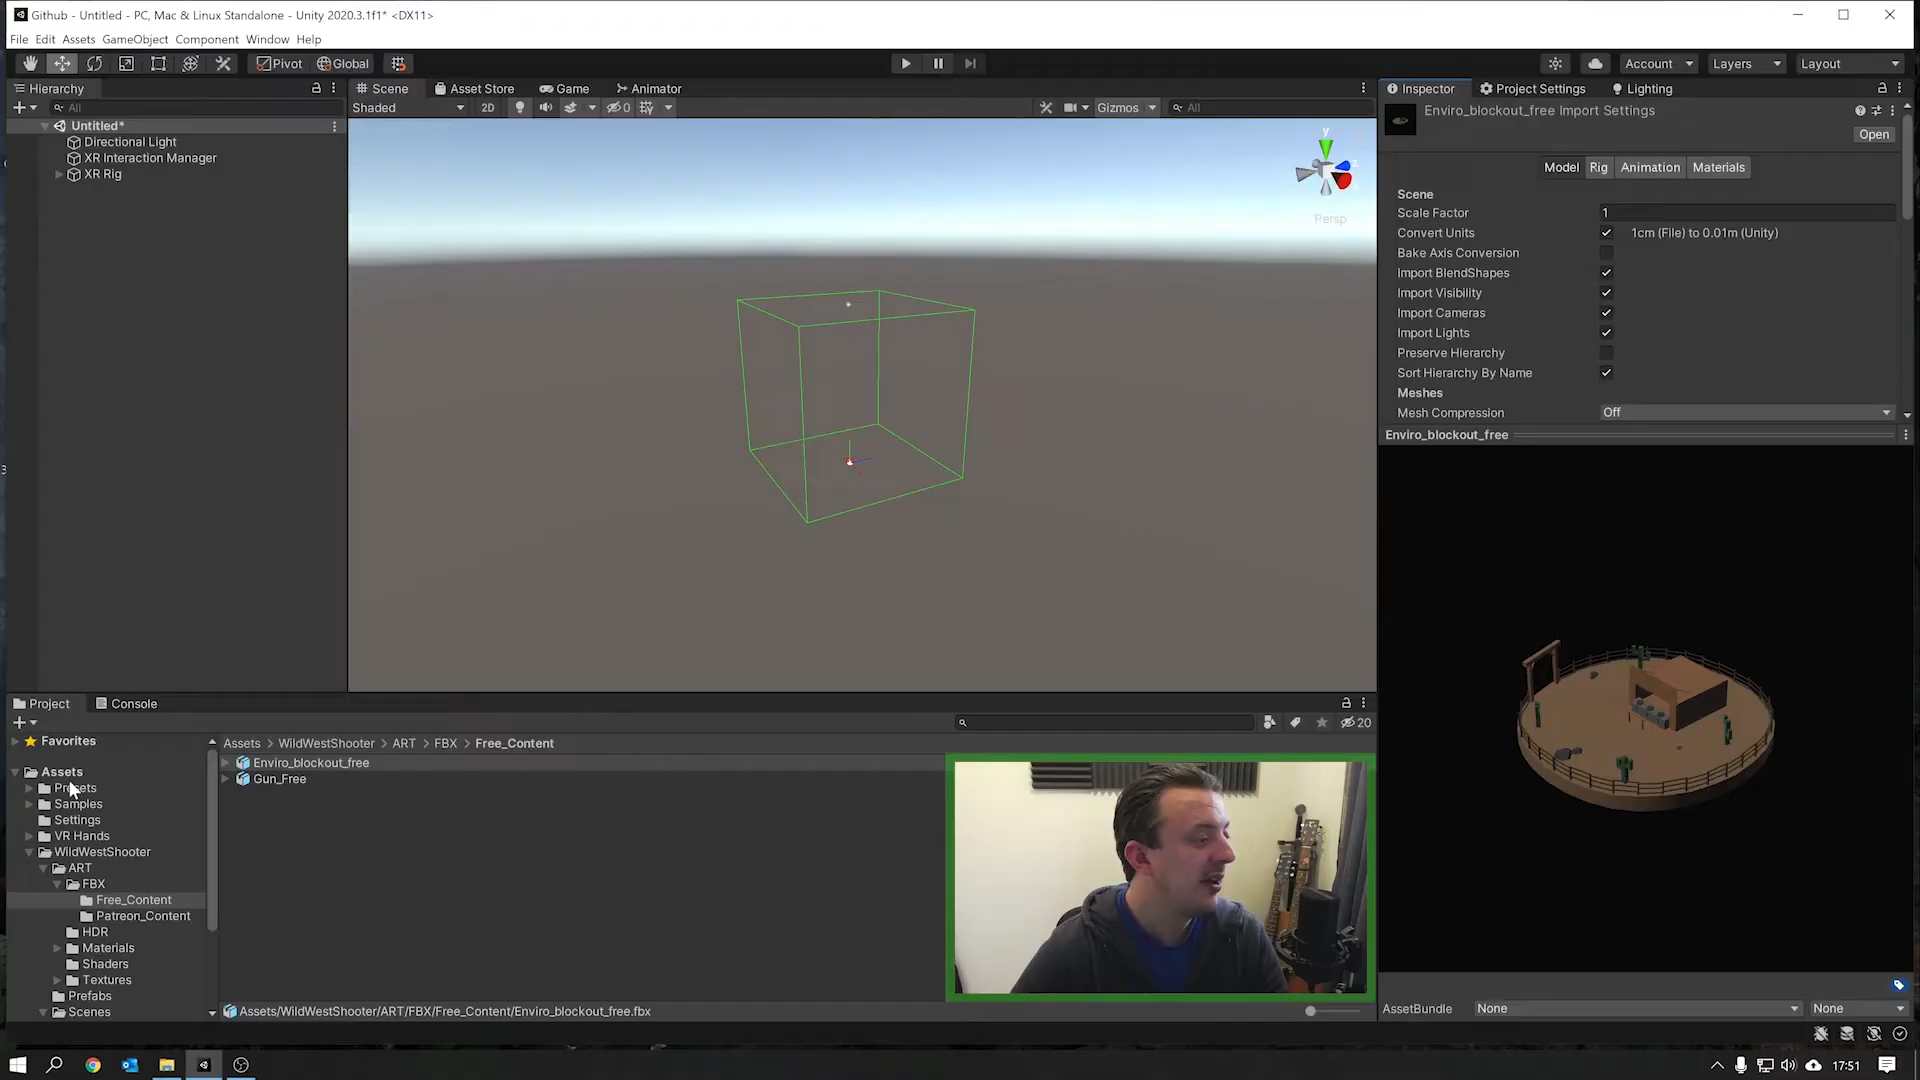 Github - Untitled - PC, Mac & Linux Standalone - Unity 2020.3.1f1* <DX11>
File Edit Assets GameObject Component Window Help
Pivot Global
Account Layers Layout
Hierarchy
All
Untitled*
Directional Light
XR Interaction Manager
XR Rig
Scene Asset Store Game Animator
Shaded 2D 0 Gizmos All
y
Persp
Inspector Project Settings Lighting
Enviro_blockout_free Import Settings
Open
Model Rig Animation Materials
Scene
Scale Factor 1
Convert Units 1cm (File) to 0.01m (Unity)
Bake Axis Conversion
Import BlendShapes
Import Visibility
Import Cameras
Import Lights
Preserve Hierarchy
Sort Hierarchy By Name
Meshes
Mesh Compression Off
Enviro_blockout_free
AssetBundle None None
Project Console
20
Favorites
Assets
Presets
Samples
Settings
VR Hands
WildWestShooter
ART
FBX
Free_Content
Patreon_Content
HDR
Materials
Shaders
Textures
Prefabs
Scenes
Assets > WildWestShooter > ART > FBX > Free_Content
Enviro_blockout_free
Gun_Free
Assets/WildWestShooter/ART/FBX/Free_Content/Enviro_blockout_free.fbx
17:51